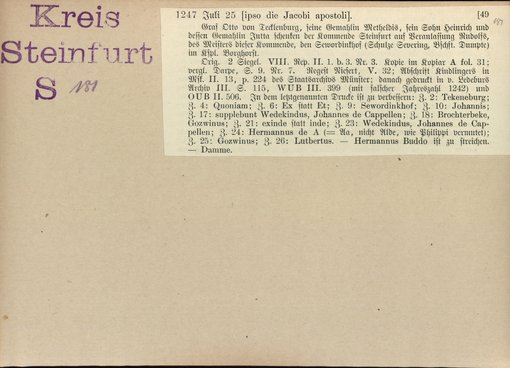 Kreis
Steinfurt
S 181
1247 Juli 25 [ipso die Jacobi apostoli]. [49
Graf Otto von Tecklenburg, seine Gemahlin Methehdis, sein Sohn Heinrich und
dessen Gemahlin Jutta schenken der Kommende Steinfurt auf Veranlassung Rudolfs,
des Meisters dieser Kommende, den Sewordinkhof (Schulze Severing, Bschft. Dumpte)
im Kspl. Borghorst.
Orig. 2 Siegel. VIII. Rep. II. 1. b. 3. Nr. 3. Kopie im Kopiar A fol. 31;
vergl. Darpe, S. 9. Nr. 7. Regest Niesert, V. 32; Abschrift Kindlingers in
Msf. II. 13, p. 224 des Staatsarchivs Münster; danach gedruckt in v. Ledeburs
Archiv III. S. 115, WUB III. 399 (mit falscher Jahreszahl 1242) und
OUB II. 506. In dem letztgenannten Druck ist zu verbessern: Z. 2: Tekeneburg;
Z. 4: Quoniam; Z. 6: Ex statt Et; Z. 9: Sewordinkhof; Z. 10: Johannis;
Z. 17: supplebunt Wedekindus, Johannes de Cappellen; Z. 18: Brochterbeke,
Gozwinus; Z. 21: exinde statt inde; Z. 23: Wedekindus, Johannes de Cap-
pellen; Z. 24: Hermannus de A (= Aa, nicht Alde, wie Philippi vermutet);
Z. 25: Gozwinus; Z. 26: Lutbertus. — Hermannus Buddo ist zu streichen.
— Damme.